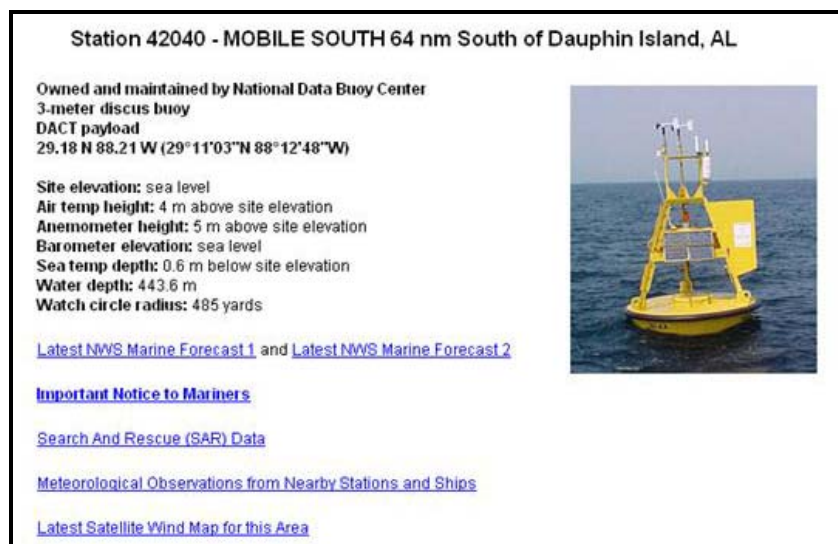 Station 42040 - MOBILE SOUTH 64 nm South of Dauphin Island, AL
Owned and maintained by National Data Buoy Center
3-meter discus buoy
DACT payload
29.18 N 88.21 W (29°11'03"N 88°12'48"W)
Site elevation: sea level
Air temp height: 4 m above site elevation
Anemometer height: 5 m above site elevation
Barometer elevation: sea level
Sea temp depth: 0.6 m below site elevation
Water depth: 443.6 m
Watch circle radius: 485 yards
Latest NWS Marine Forecast 1 and Latest NWS Marine Forecast 2
Important Notice to Mariners
Search And Rescue (SAR) Data
Meteorological Observations from Nearby Stations and Ships
Latest Satellite Wind Map for this Area